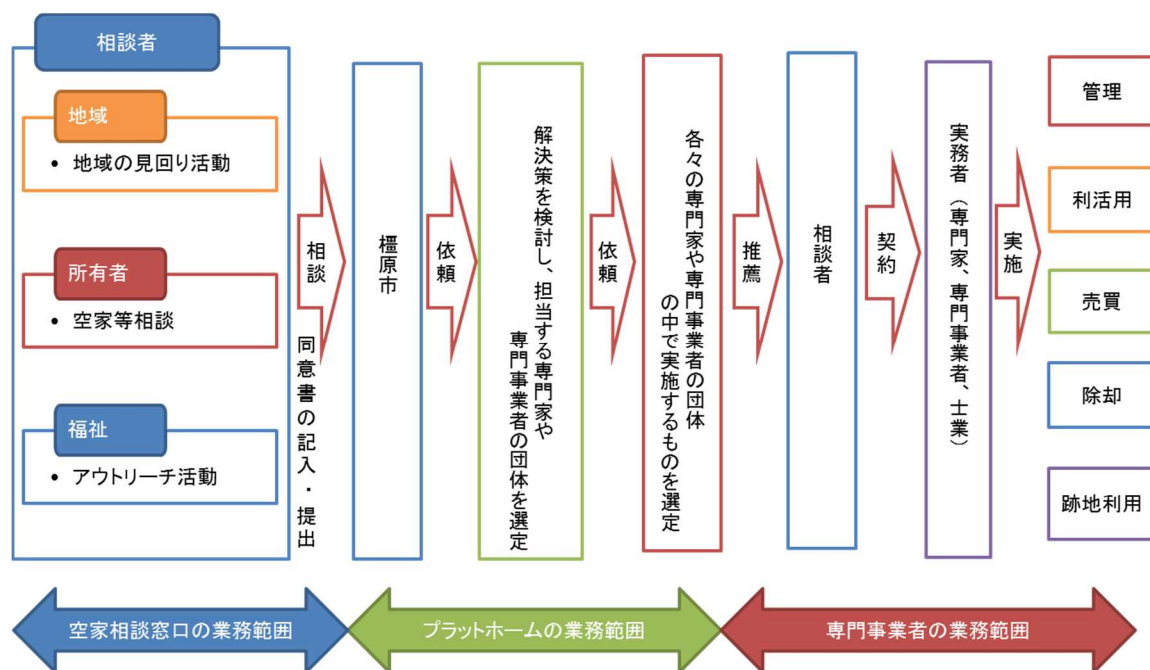 相談者
地域
• 地域の見回り活動
所有者
• 空家等相談
福祉
• アウトリーチ活動
相談
同意書の記入・提出
橿原市
依頼
解決策を検討し、担当する専門家や
専門事業者の団体を選定
依頼
各々の専門家や専門事業者の団体
の中で実施するものを選定
推薦
相談者
契約
実務者（専門家、専門事業者、士業）
実施
管理
利活用
売買
除却
跡地利用
空家相談窓口の業務範囲
プラットホームの業務範囲
専門事業者の業務範囲